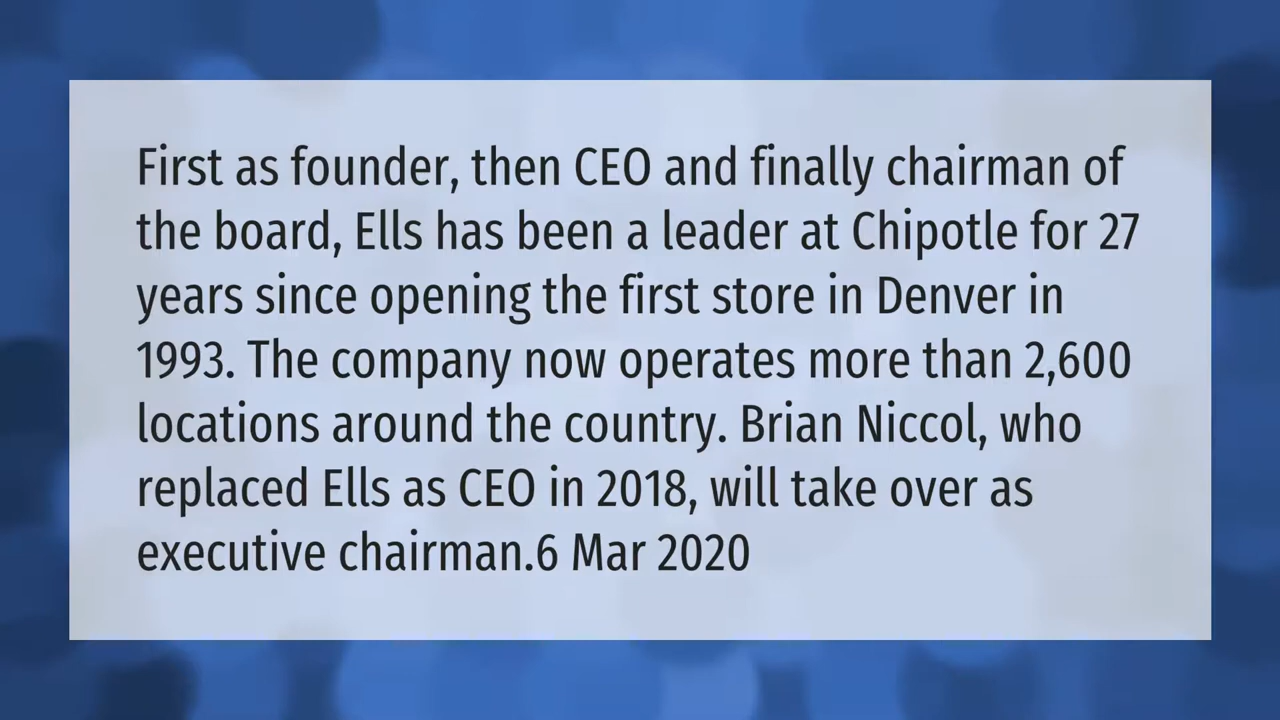 First as founder, then CEO and finally chairman of
the board, Ells has been a leader at Chipotle for 27
years since opening the first store in Denver in
1993. The company now operates more than 2,600
locations around the country. Brian Niccol, who
replaced Ells as CEO in 2018, will take over as
executive chairman.6 Mar 2020